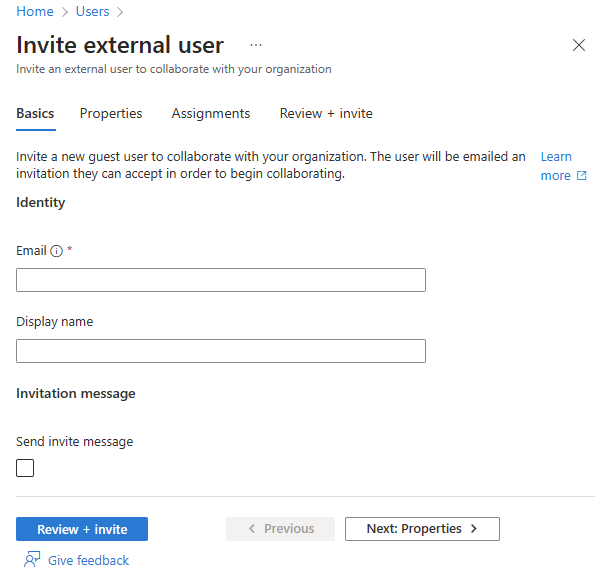 Home > Users >
Invite external user ...
Invite an external user to collaborate with your organization
Basics Properties Assignments Review + invite
Invite a new guest user to collaborate with your organization. The user will be emailed an Learn
invitation they can accept in order to begin collaborating. more
Identity
Email *
Display name
Invitation message
Send invite message
Review + invite < Previous Next: Properties >
Give feedback